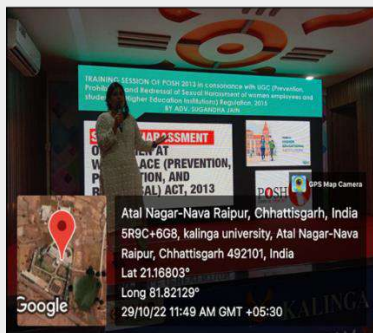 TRAINING SESSION OF POSH 2013 in consonance with UGC (Prevention,
Prohibition and Redressal of Sexual Harassment of women employees and
students in Higher Education Institutions) Regulation, 2015
BY ADV. SUGANDHA JAIN
HARASSMENT
AT
(PREVENTION,
AND
ACT, 2013
POSH
GPS Map Camera
Atal Nagar-Nava Raipur, Chhattisgarh, India
5R9C+6G8, kalinga university, Atal Nagar-Nava
Raipur, Chhattisgarh 492101, India
Lat 21.16803°
Long 81.82129°
29/10/22 11:49 AM GMT +05:30
Google
KALINGA